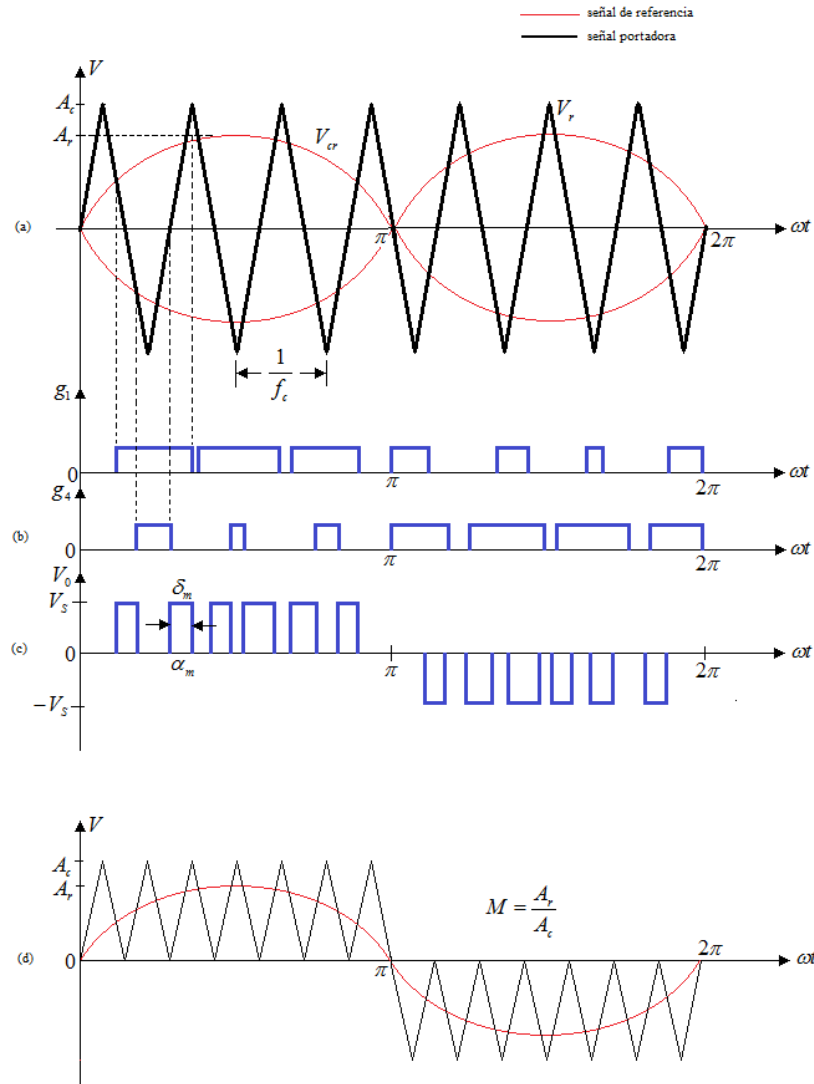 señal de referencia
señal portadora
V
A_c
A_r
V_cr
V_r
(a)
π
2π
ωt
1
f_c
g_1
0
π
2π
ωt
g_4
(b)
0
π
2π
ωt
V_0
V_S
δ_m
(c)
0
α_m
π
2π
ωt
−V_S
V
A_c
A_r
M = A_r / A_c
(d)
0
π
2π
ωt